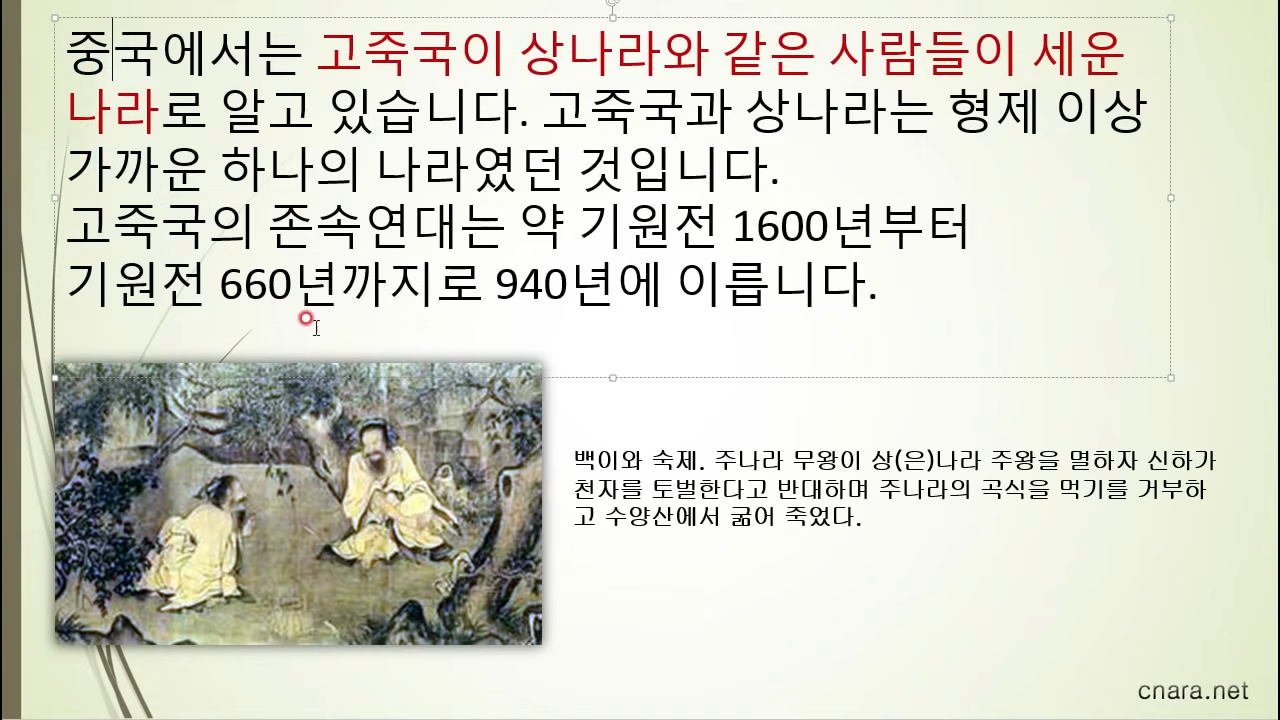 중국에서는 고죽국이 상나라와 같은 사람들이 세운
나라로 알고 있습니다. 고죽국과 상나라는 형제 이상
가까운 하나의 나라였던 것입니다.
고죽국의 존속연대는 약 기원전 1600년부터
기원전 660년까지로 940년에 이릅니다.
백이와 숙제. 주나라 무왕이 상(은)나라 주왕을 멸하자 신하가
천자를 토벌한다고 반대하며 주나라의 곡식을 먹기를 거부하
고 수양산에서 굶어 죽었다.
cnara.net